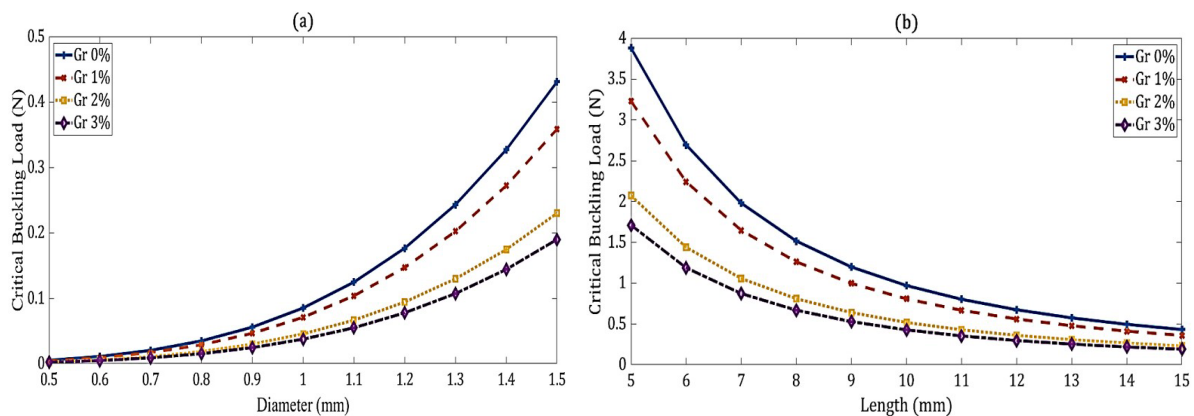 (a)
0.5
0.4
0.3
0.2
0.1
0
Critical Buckling Load (N)
Gr 0%
Gr 1%
Gr 2%
Gr 3%
0.5 0.6 0.7 0.8 0.9 1 1.1 1.2 1.3 1.4 1.5
Diameter (mm)
(b)
4
3.5
3
2.5
2
1.5
1
0.5
0
Critical Buckling Load (N)
Gr 0%
Gr 1%
Gr 2%
Gr 3%
5 6 7 8 9 10 11 12 13 14 15
Length (mm)